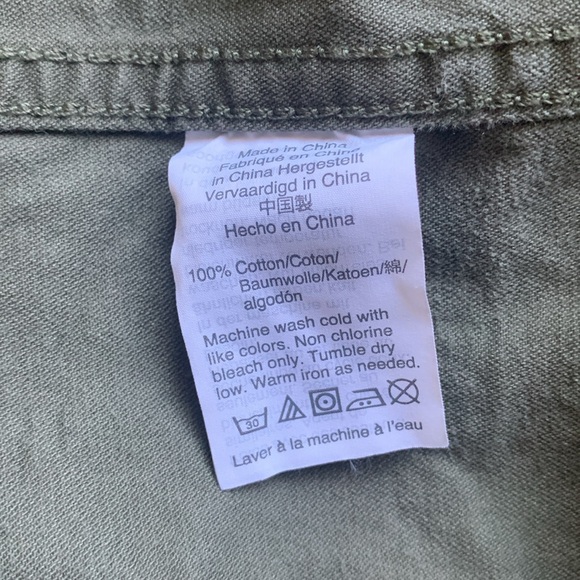 Made in China
Fabriqué en China
in China Hergestellt
Vervaardigd in China
中国製
Hecho en China
100% Cotton/Coton/
Baumwolle/Katoen/綿/
algodón
Machine wash cold with
like colors. Non chlorine
bleach only. Tumble dry
low. Warm iron as needed.
30
Laver à la machine à l'eau